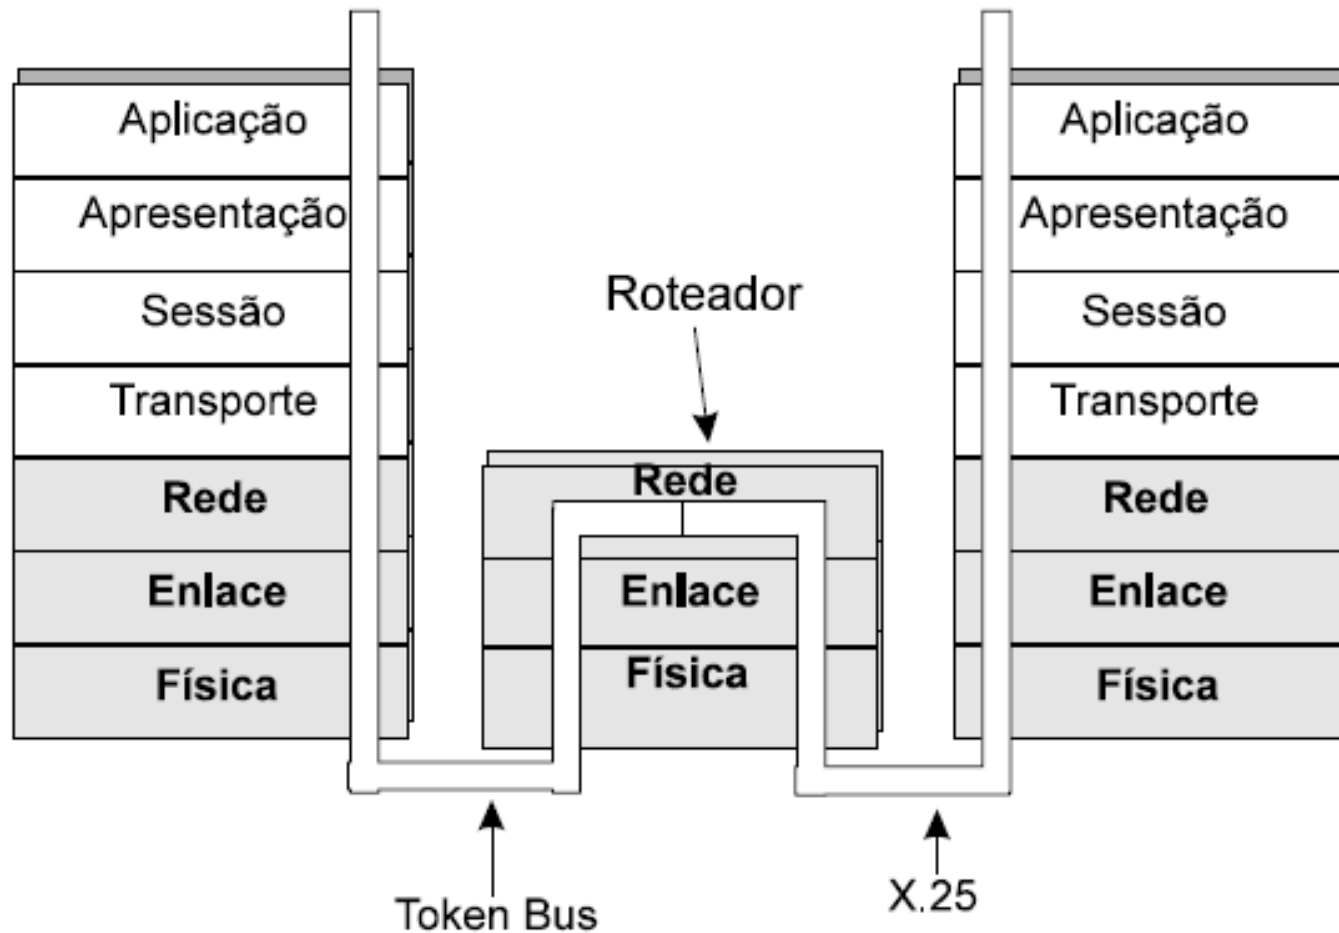 Aplicação
Apresentação
Sessão
Transporte
Rede
Enlace
Física
Roteador
Rede
Enlace
Física
Aplicação
Apresentação
Sessão
Transporte
Rede
Enlace
Física
Token Bus
X.25